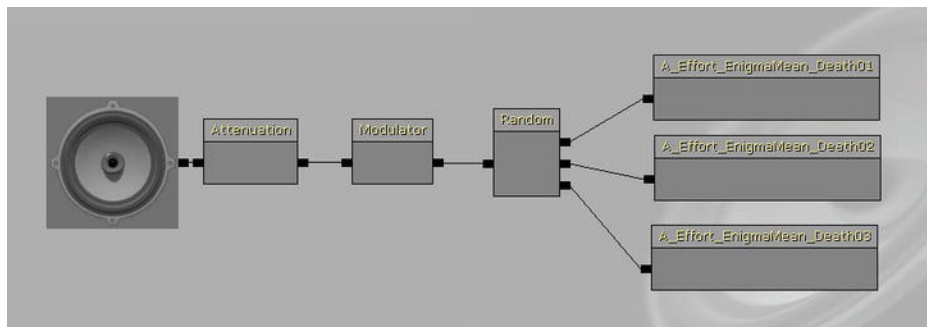 Attenuation
Modulator
Random
A_Effort_EnigmaMean_Death01
A_Effort_EnigmaMean_Death02
A_Effort_EnigmaMean_Death03